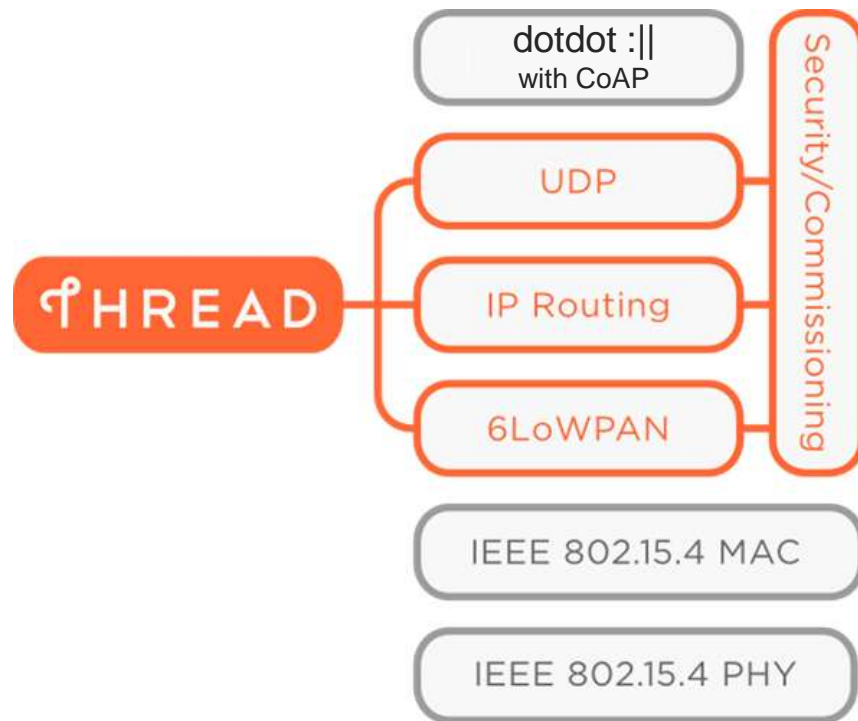 dotdot :||
with CoAP
Security/Commissioning
UDP
THREAD
IP Routing
6LoWPAN
IEEE 802.15.4 MAC
IEEE 802.15.4 PHY